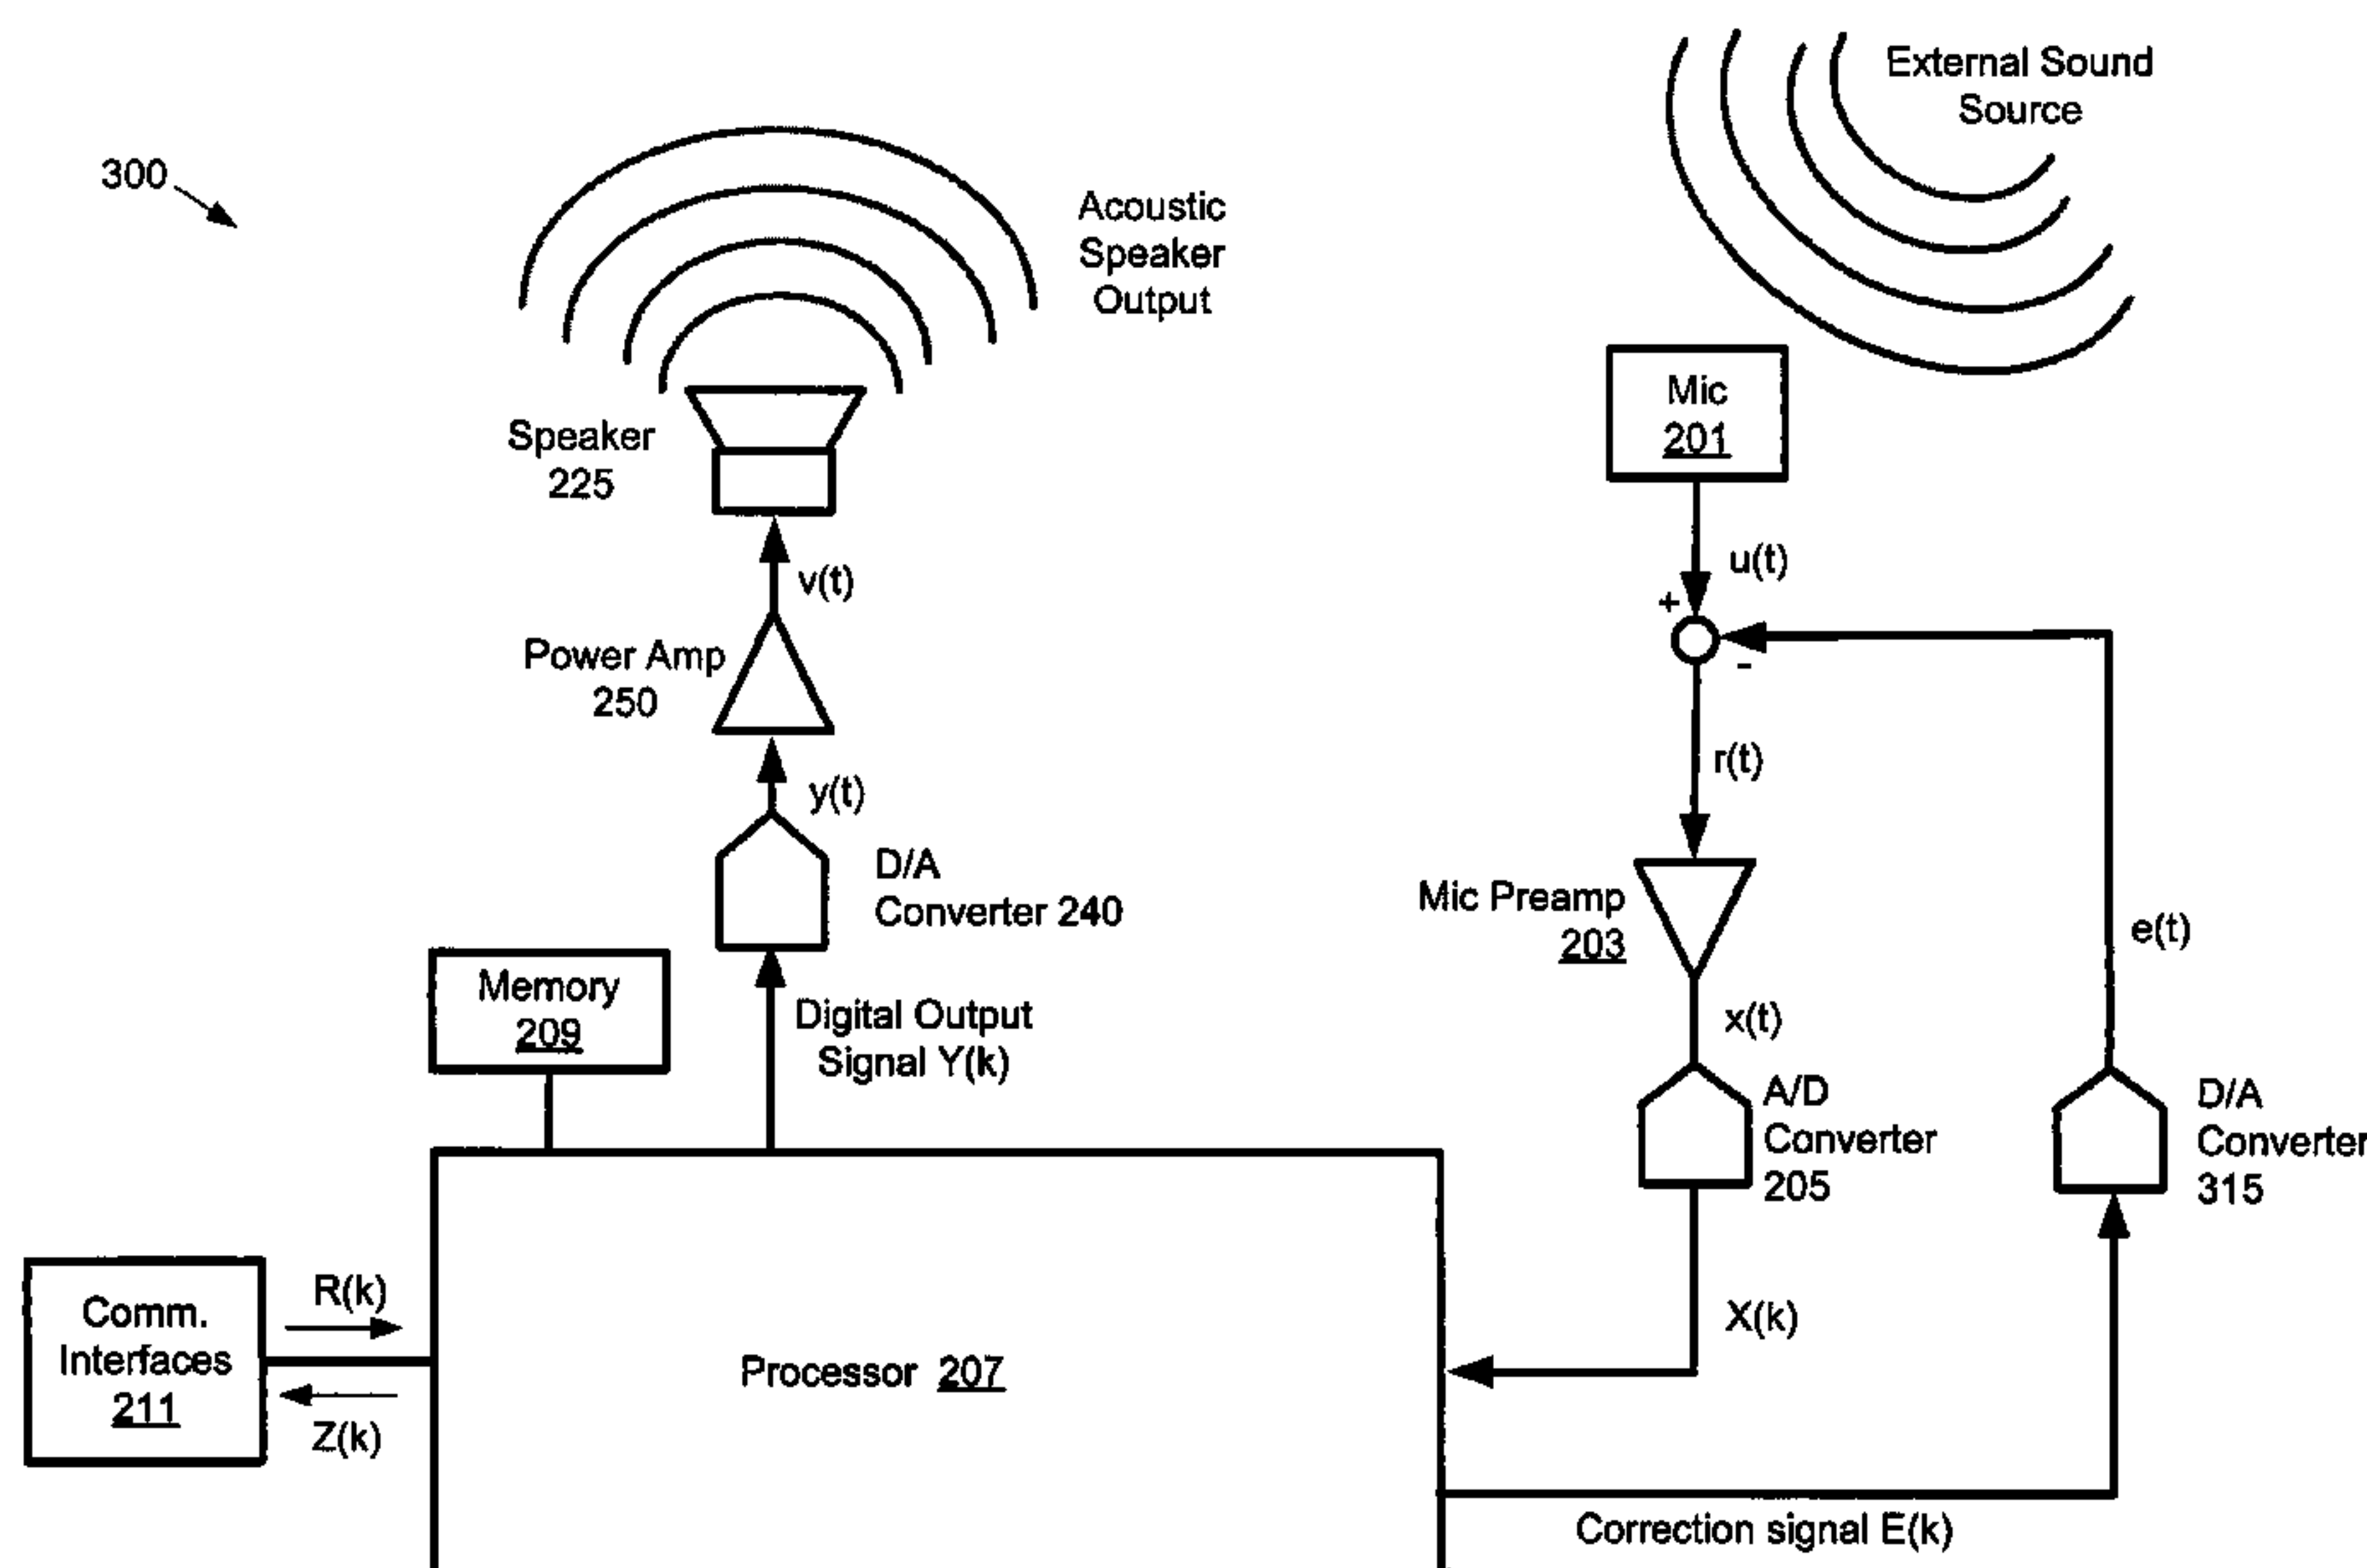 300
External Sound
Source
Acoustic
Speaker
Output
Mic
201
Speaker
225
u(t)
+
-
v(t)
Power Amp
250
r(t)
y(t)
D/A
Converter 240
Mic Preamp
203
e(t)
Memory
209
Digital Output
Signal Y(k)
x(t)
A/D
Converter
205
D/A
Converter
315
Comm.
Interfaces
211
R(k)
Z(k)
Processor 207
X(k)
Correction signal E(k)